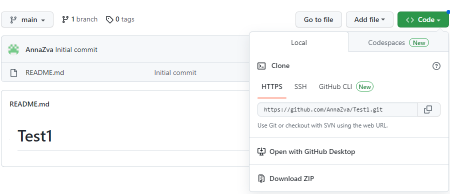 main
1 branch
0 tags
Go to file
Add file
Code
AnnaZva Initial commit
README.md
Initial commit
README.md
Test1
Local
Codespaces New
Clone
HTTPS
SSH
GitHub CLI New
https://github.com/AnnaZva/Test1.git
Use Git or checkout with SVN using the web URL.
Open with GitHub Desktop
Download ZIP